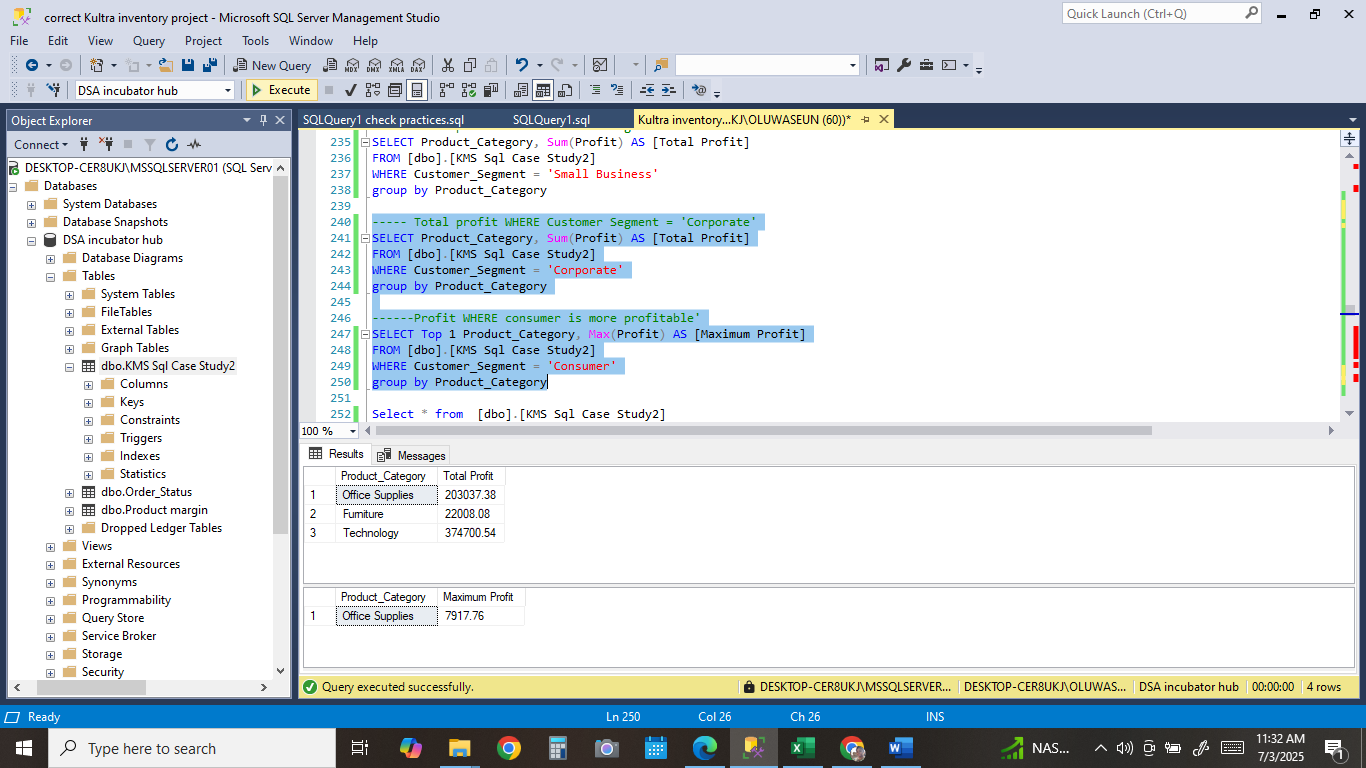 correct Kultra inventory project - Microsoft SQL Server Management Studio
Quick Launch (Ctrl+Q)
File Edit View Query Project Tools Window Help
New Query
MDX DMX XMLA DAX
DSA incubator hub
Execute
Object Explorer
Connect
DESKTOP-CER8UKJ\MSSQLSERVER01 (SQL Serv
Databases
System Databases
Database Snapshots
DSA incubator hub
Database Diagrams
Tables
System Tables
FileTables
External Tables
Graph Tables
dbo.KMS Sql Case Study2
Columns
Keys
Constraints
Triggers
Indexes
Statistics
dbo.Order_Status
dbo.Product margin
Dropped Ledger Tables
Views
External Resources
Synonyms
Programmability
Query Store
Service Broker
Storage
Security
SQLQuery1 check practices.sql SQLQuery1.sql Kultra inventory...KJ\OLUWASEUN (60))*
235 SELECT Product_Category, Sum(Profit) AS [Total Profit]
236 FROM [dbo].[KMS Sql Case Study2]
237 WHERE Customer_Segment = 'Small Business'
238 group by Product_Category
239
240 ----- Total profit WHERE Customer Segment = 'Corporate'
241 SELECT Product_Category, Sum(Profit) AS [Total Profit]
242 FROM [dbo].[KMS Sql Case Study2]
243 WHERE Customer_Segment = 'Corporate'
244 group by Product_Category
245
246 ------Profit WHERE consumer is more profitable'
247 SELECT Top 1 Product_Category, Max(Profit) AS [Maximum Profit]
248 FROM [dbo].[KMS Sql Case Study2]
249 WHERE Customer_Segment = 'Consumer'
250 group by Product_Category
251
252 Select * from [dbo].[KMS Sql Case Study2]
100 %
Results Messages
Product_Category Total Profit
1 Office Supplies 203037.38
2 Furniture 22008.08
3 Technology 374700.54
Product_Category Maximum Profit
1 Office Supplies 7917.76
Query executed successfully. DESKTOP-CER8UKJ\MSSQLSERVER... DESKTOP-CER8UKJ\OLUWAS... DSA incubator hub 00:00:00 4 rows
Ready Ln 250 Col 26 Ch 26 INS
Type here to search
NAS...
11:32 AM
7/3/2025
1